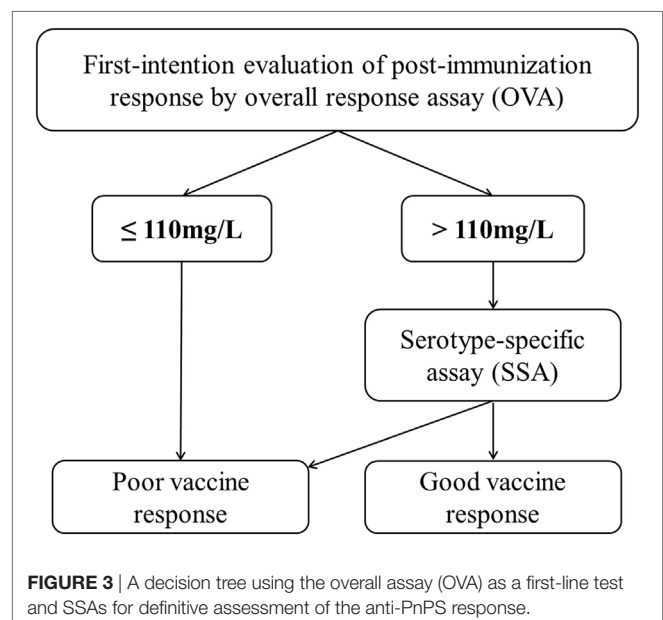 First-intention evaluation of post-immunization
response by overall response assay (OVA)
≤ 110mg/L
> 110mg/L
Serotype-specific
assay (SSA)
Poor vaccine
response
Good vaccine
response
FIGURE 3 | A decision tree using the overall assay (OVA) as a first-line test
and SSAs for definitive assessment of the anti-PnPS response.